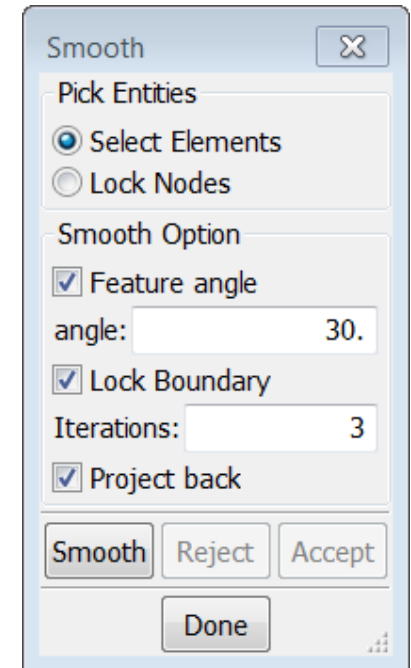 Smooth
Pick Entities
Select Elements
Lock Nodes
Smooth Option
Feature angle
angle: 30.
Lock Boundary
Iterations: 3
Project back
Smooth Reject Accept
Done